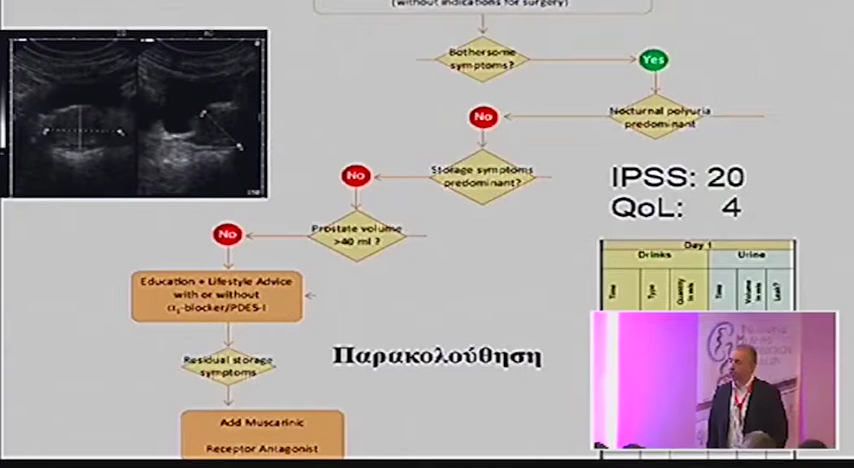 (without indications for surgery)
Bothersome
symptoms?
Yes
No
Nocturnal polyuria
predominant
No
Storage symptoms
predominant?
IPSS: 20
QoL: 4
No
Prostate volume
>40 ml ?
Day 1
Drinks
Urine
Time
Type
Quantity
in mls
Time
Volume
in mls
Leak?
Education + Lifestyle Advice
with or without
α₁-blocker/PDE5-I
Παρακολούθηση
Residual storage
symptoms
Add Muscarinic
Receptor Antagonist